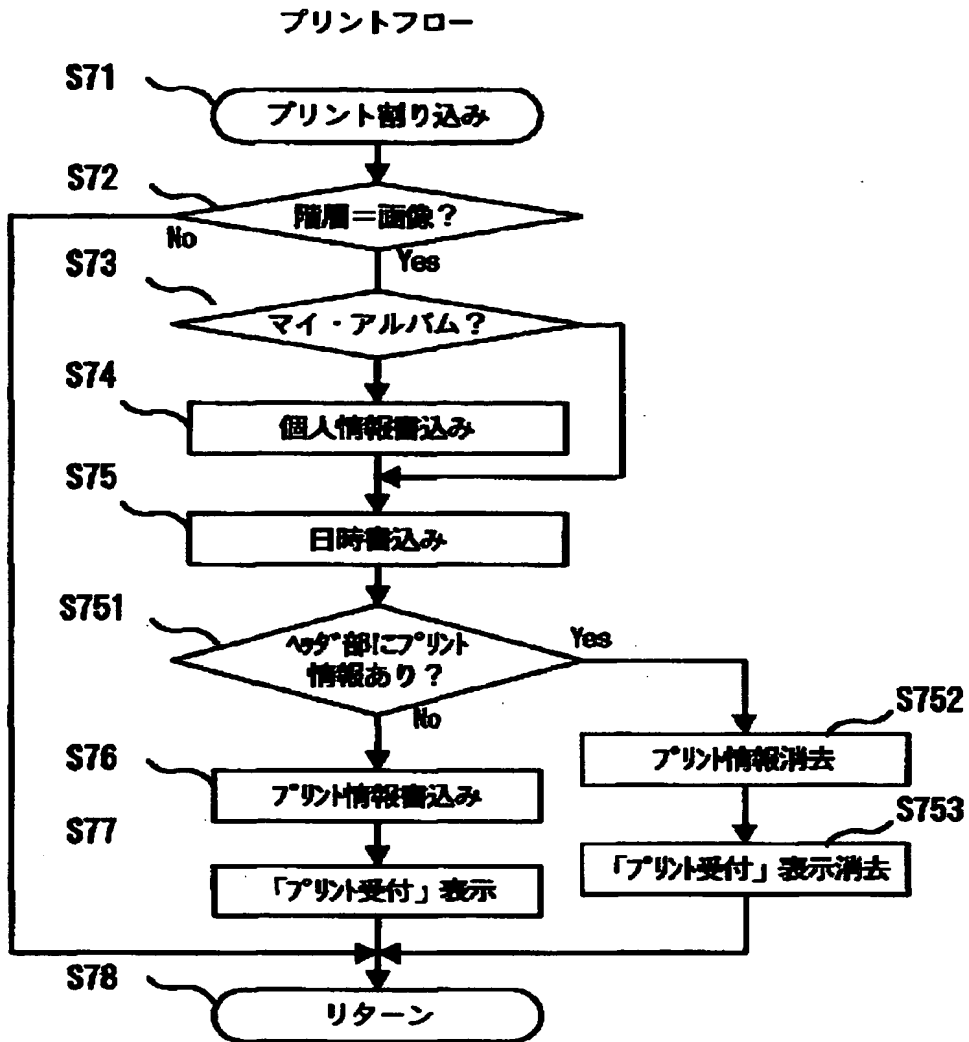 プリントフロー
S71
プリント割り込み
S72
階層＝画像？
No
Yes
S73
マイ・アルバム？
S74
個人情報書込み
S75
日時書込み
S751
ﾍｯﾀﾞ部にﾌﾟﾘﾝﾄ
情報あり？
Yes
No
S752
ﾌﾟﾘﾝﾄ情報消去
S76
ﾌﾟﾘﾝﾄ情報書込み
S753
「ﾌﾟﾘﾝﾄ受付」表示消去
S77
「ﾌﾟﾘﾝﾄ受付」表示
S78
リターン